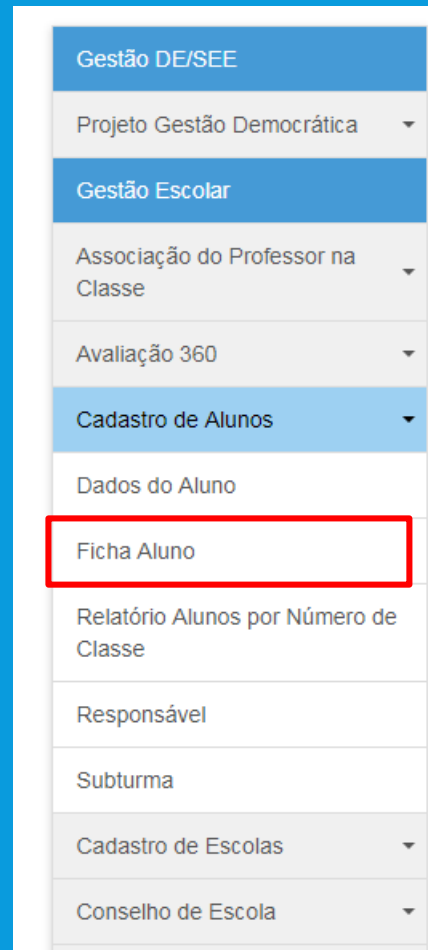 Gestão DE/SEE
Projeto Gestão Democrática
Gestão Escolar
Associação do Professor na
Classe
Avaliação 360
Cadastro de Alunos
Dados do Aluno
Ficha Aluno
Relatório Alunos por Número de
Classe
Responsável
Subturma
Cadastro de Escolas
Conselho de Escola